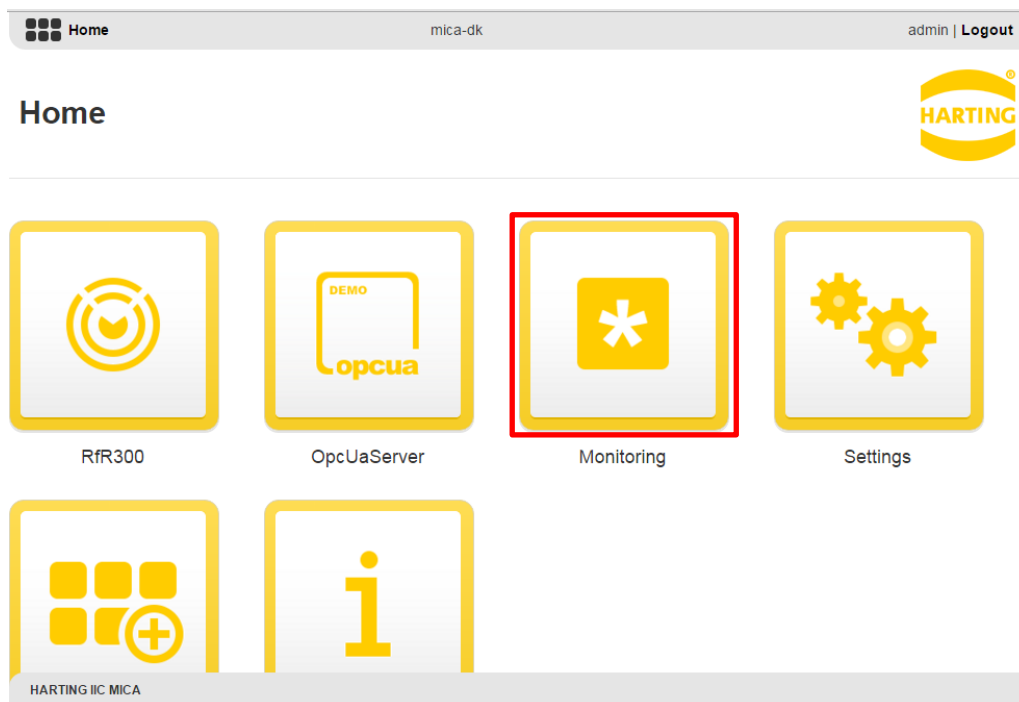 Home
mica-dk
admin | Logout
Home
HARTING
DEMO
opcua
RfR300
OpcUaServer
Monitoring
Settings
HARTING IIC MICA